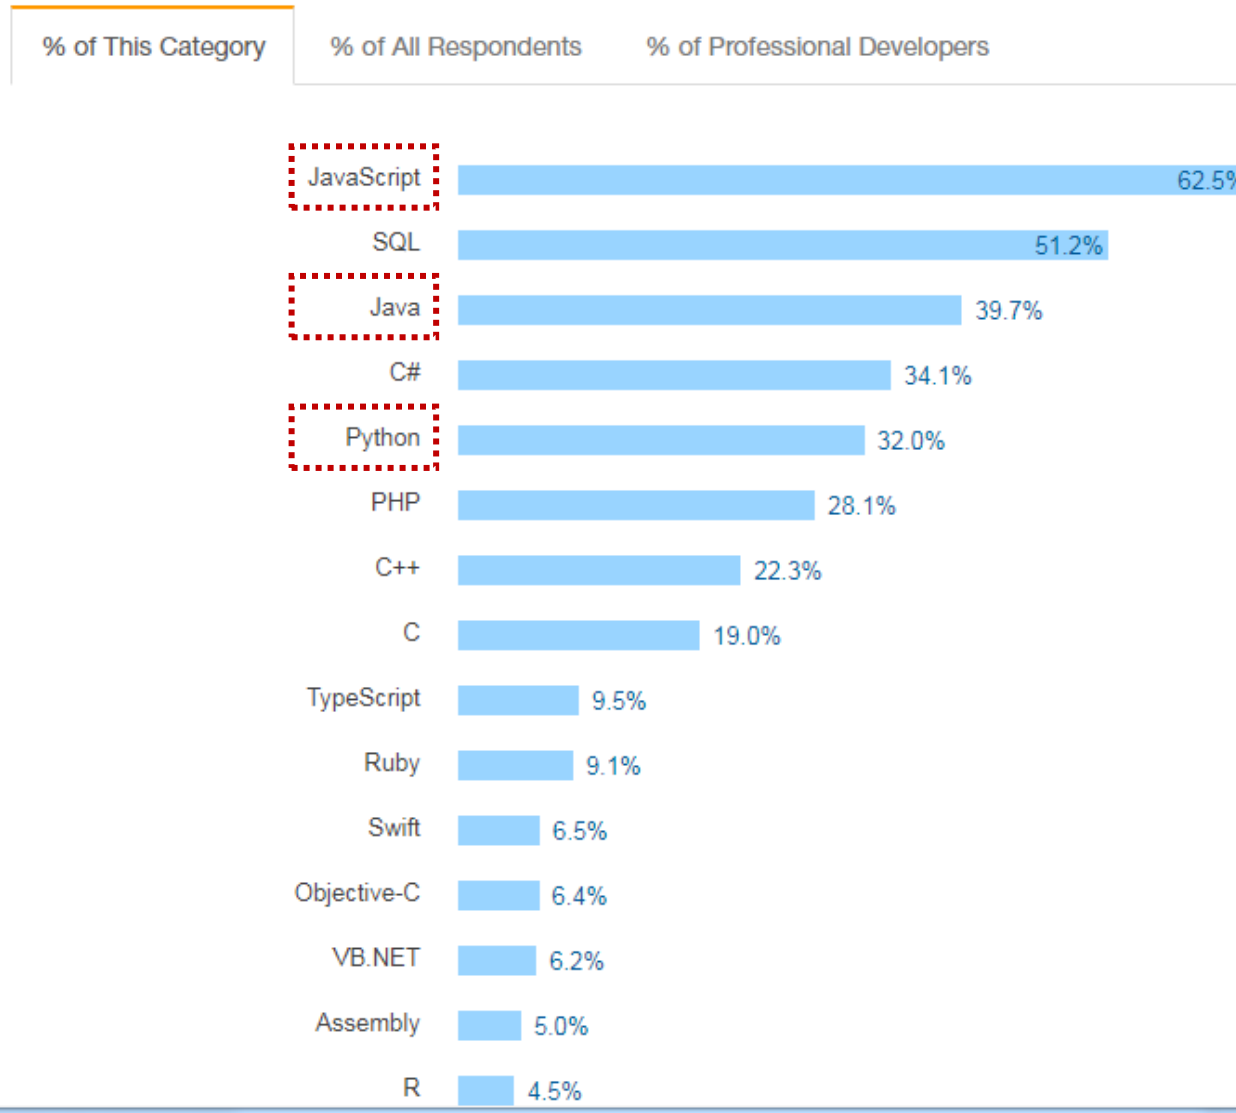 % of This Category % of All Respondents % of Professional Developers
JavaScript 62.5%
SQL 51.2%
Java 39.7%
C# 34.1%
Python 32.0%
PHP 28.1%
C++ 22.3%
C 19.0%
TypeScript 9.5%
Ruby 9.1%
Swift 6.5%
Objective-C 6.4%
VB.NET 6.2%
Assembly 5.0%
R 4.5%